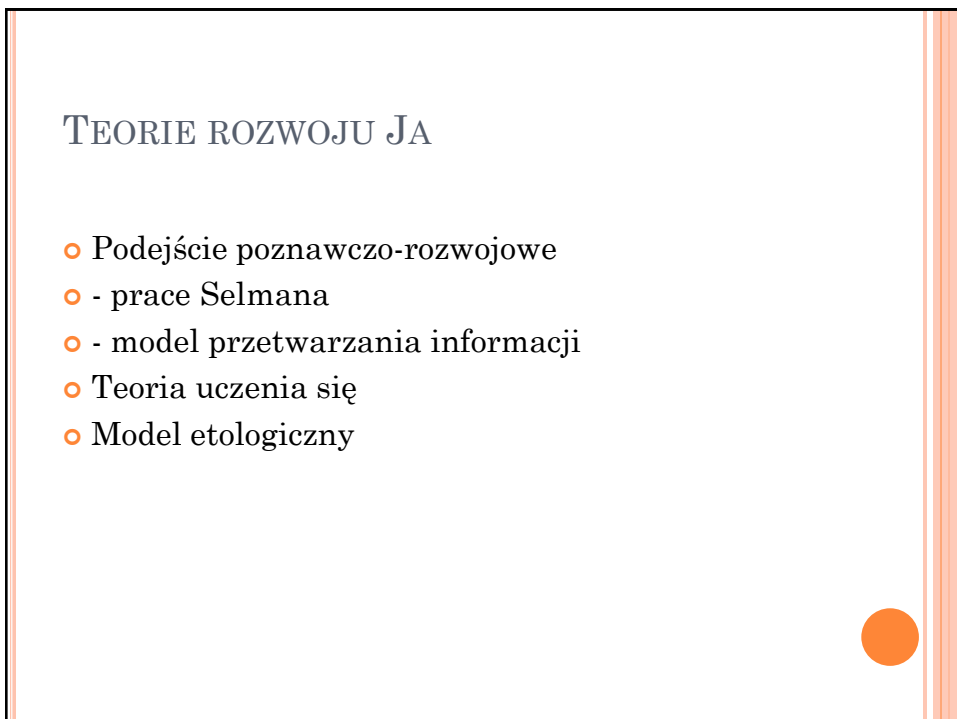 Teorie rozwoju Ja
Podejście poznawczo-rozwojowe
- prace Selmana
- model przetwarzania informacji
Teoria uczenia się
Model etologiczny